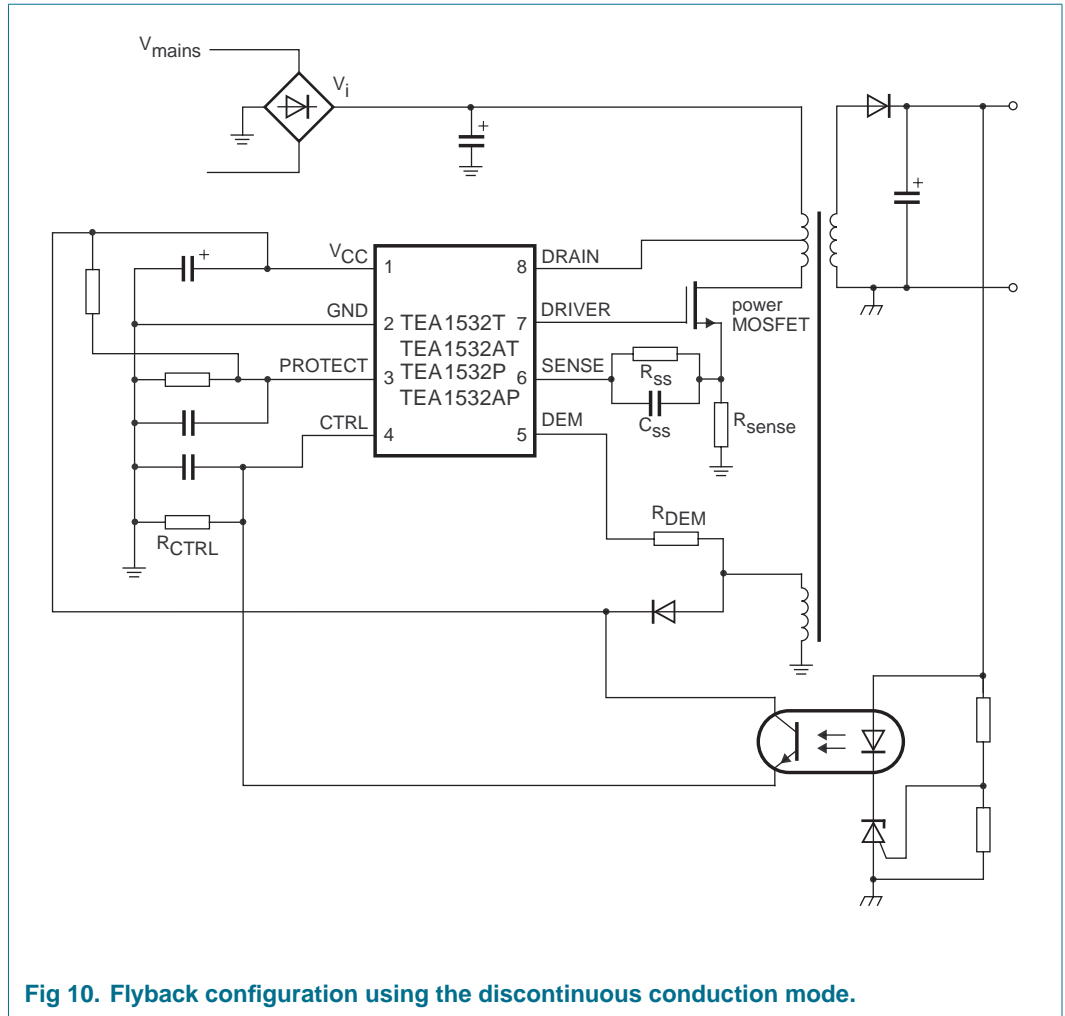 Vmains
Vi
VCC
1
8
DRAIN
GND
2
TEA1532T
7
DRIVER
power
MOSFET
TEA1532AT
PROTECT
3
TEA1532P
6
SENSE
RSS
TEA1532AP
CSS
Rsense
CTRL
4
5
DEM
RDEM
RCTRL
Fig 10. Flyback configuration using the discontinuous conduction mode.